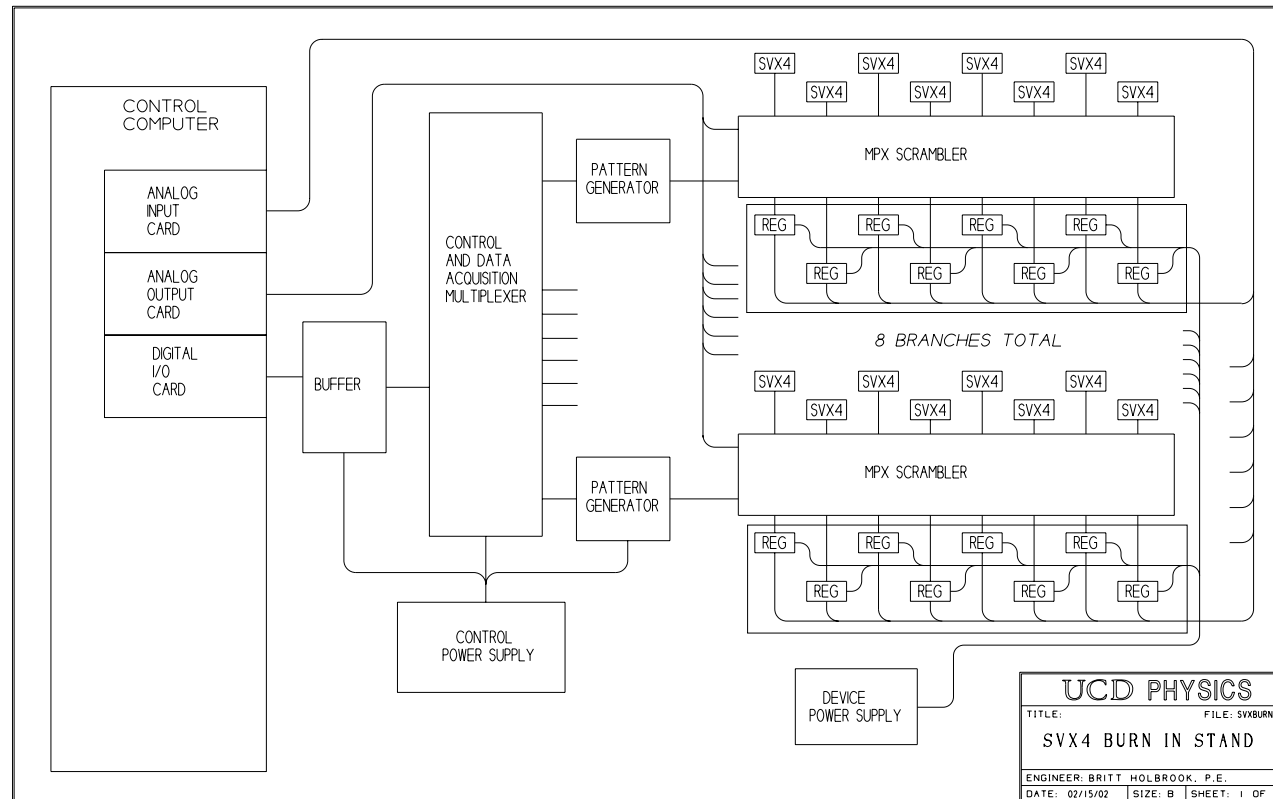 CONTROL
COMPUTER
ANALOG
INPUT
CARD
ANALOG
OUTPUT
CARD
DIGITAL
I/O
CARD
BUFFER
CONTROL
AND DATA
ACQUISITION
MULTIPLEXER
PATTERN
GENERATOR
PATTERN
GENERATOR
CONTROL
POWER SUPPLY
SVX4 SVX4 SVX4 SVX4
SVX4 SVX4 SVX4 SVX4
MPX SCRAMBLER
REG REG REG REG
REG REG REG REG
8 BRANCHES TOTAL
SVX4 SVX4 SVX4 SVX4
SVX4 SVX4 SVX4 SVX4
MPX SCRAMBLER
REG REG REG REG
REG REG REG REG
DEVICE
POWER SUPPLY
UCD PHYSICS
TITLE: FILE: SVXBURN
SVX4 BURN IN STAND
ENGINEER: BRITT HOLBROOK, P.E.
DATE: 02/15/02 SIZE: B SHEET: 1 OF